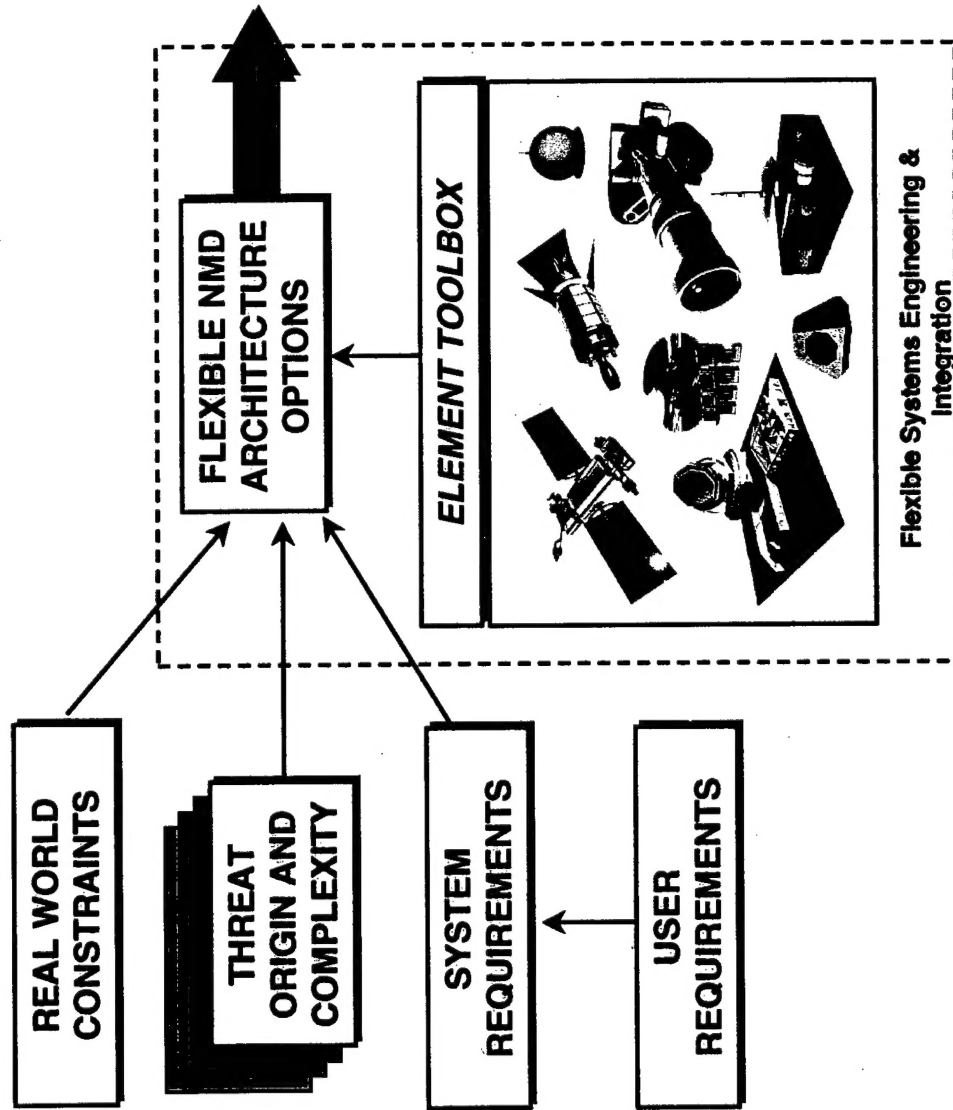 REAL WORLD
CONSTRAINTS
THREAT
ORIGIN AND
COMPLEXITY
SYSTEM
REQUIREMENTS
USER
REQUIREMENTS
FLEXIBLE NMD
ARCHITECTURE
OPTIONS
ELEMENT TOOLBOX
Flexible Systems Engineering &
Integration